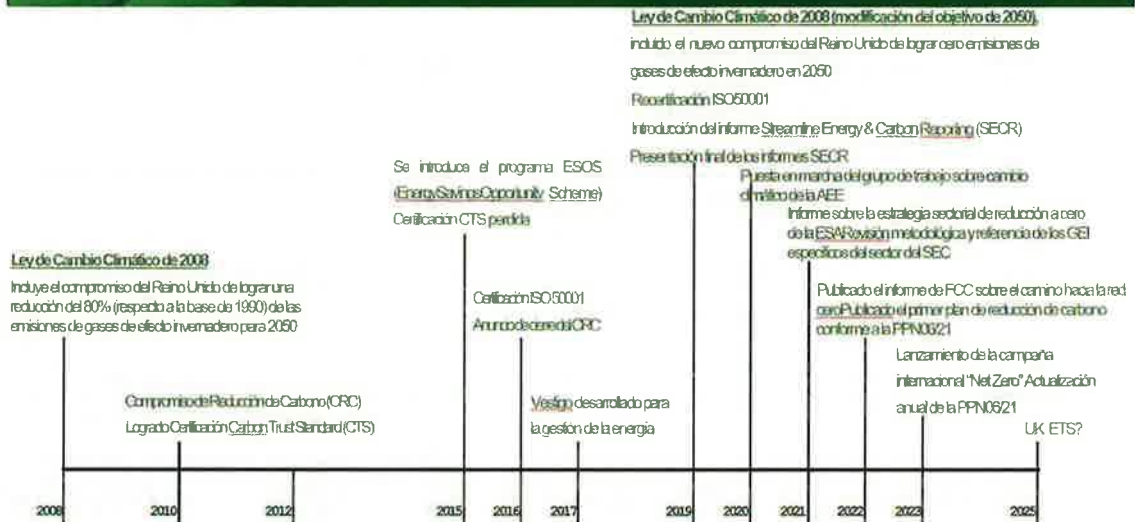 Ley de Cambio Climático de 2008 (modificación del objetivo de 2050),
incluido el nuevo compromiso del Reino Unido de lograr cero emisiones de
gases de efecto invernadero en 2050
Recertificación ISO50001
Introducción del informe Streamline Energy & Carbon Reporting (SECR)
Presentación final de los informes SECR
Se introduce el programa ESOS
(Energy Savings Opportunity Scheme)
Certificación CTS perdida
Puesta en marcha del grupo de trabajo sobre cambio
climático de la AEE
Informe sobre la estrategia sectorial de reducción a cero
de la ESA Revisión metodológica y referencia de los GEI
específicos del sector del SEC
Ley de Cambio Climático de 2008
Incluye el compromiso del Reino Unido de lograr una
reducción del 80% (respecto a la base de 1990) de las
emisiones de gases de efecto invernadero para 2050
Certificación ISO 50001
Anuncio de cierre del CRC
Publicado el informe de FCC sobre el camino hacia la red
cero Publicado el primer plan de reducción de carbono
conforme a la PPN06/21
Compromiso de Reducción de Carbono (CRC)
Logrado Certificación Carbon Trust Standard (CTS)
Vestigo desarrollado para
la gestión de la energía
Lanzamiento de la campaña
internacional "Net Zero" Actualización
anual de la PPN06/21
UK ETS?
2008 2010 2012 2015 2016 2017 2019 2020 2021 2022 2023 2025